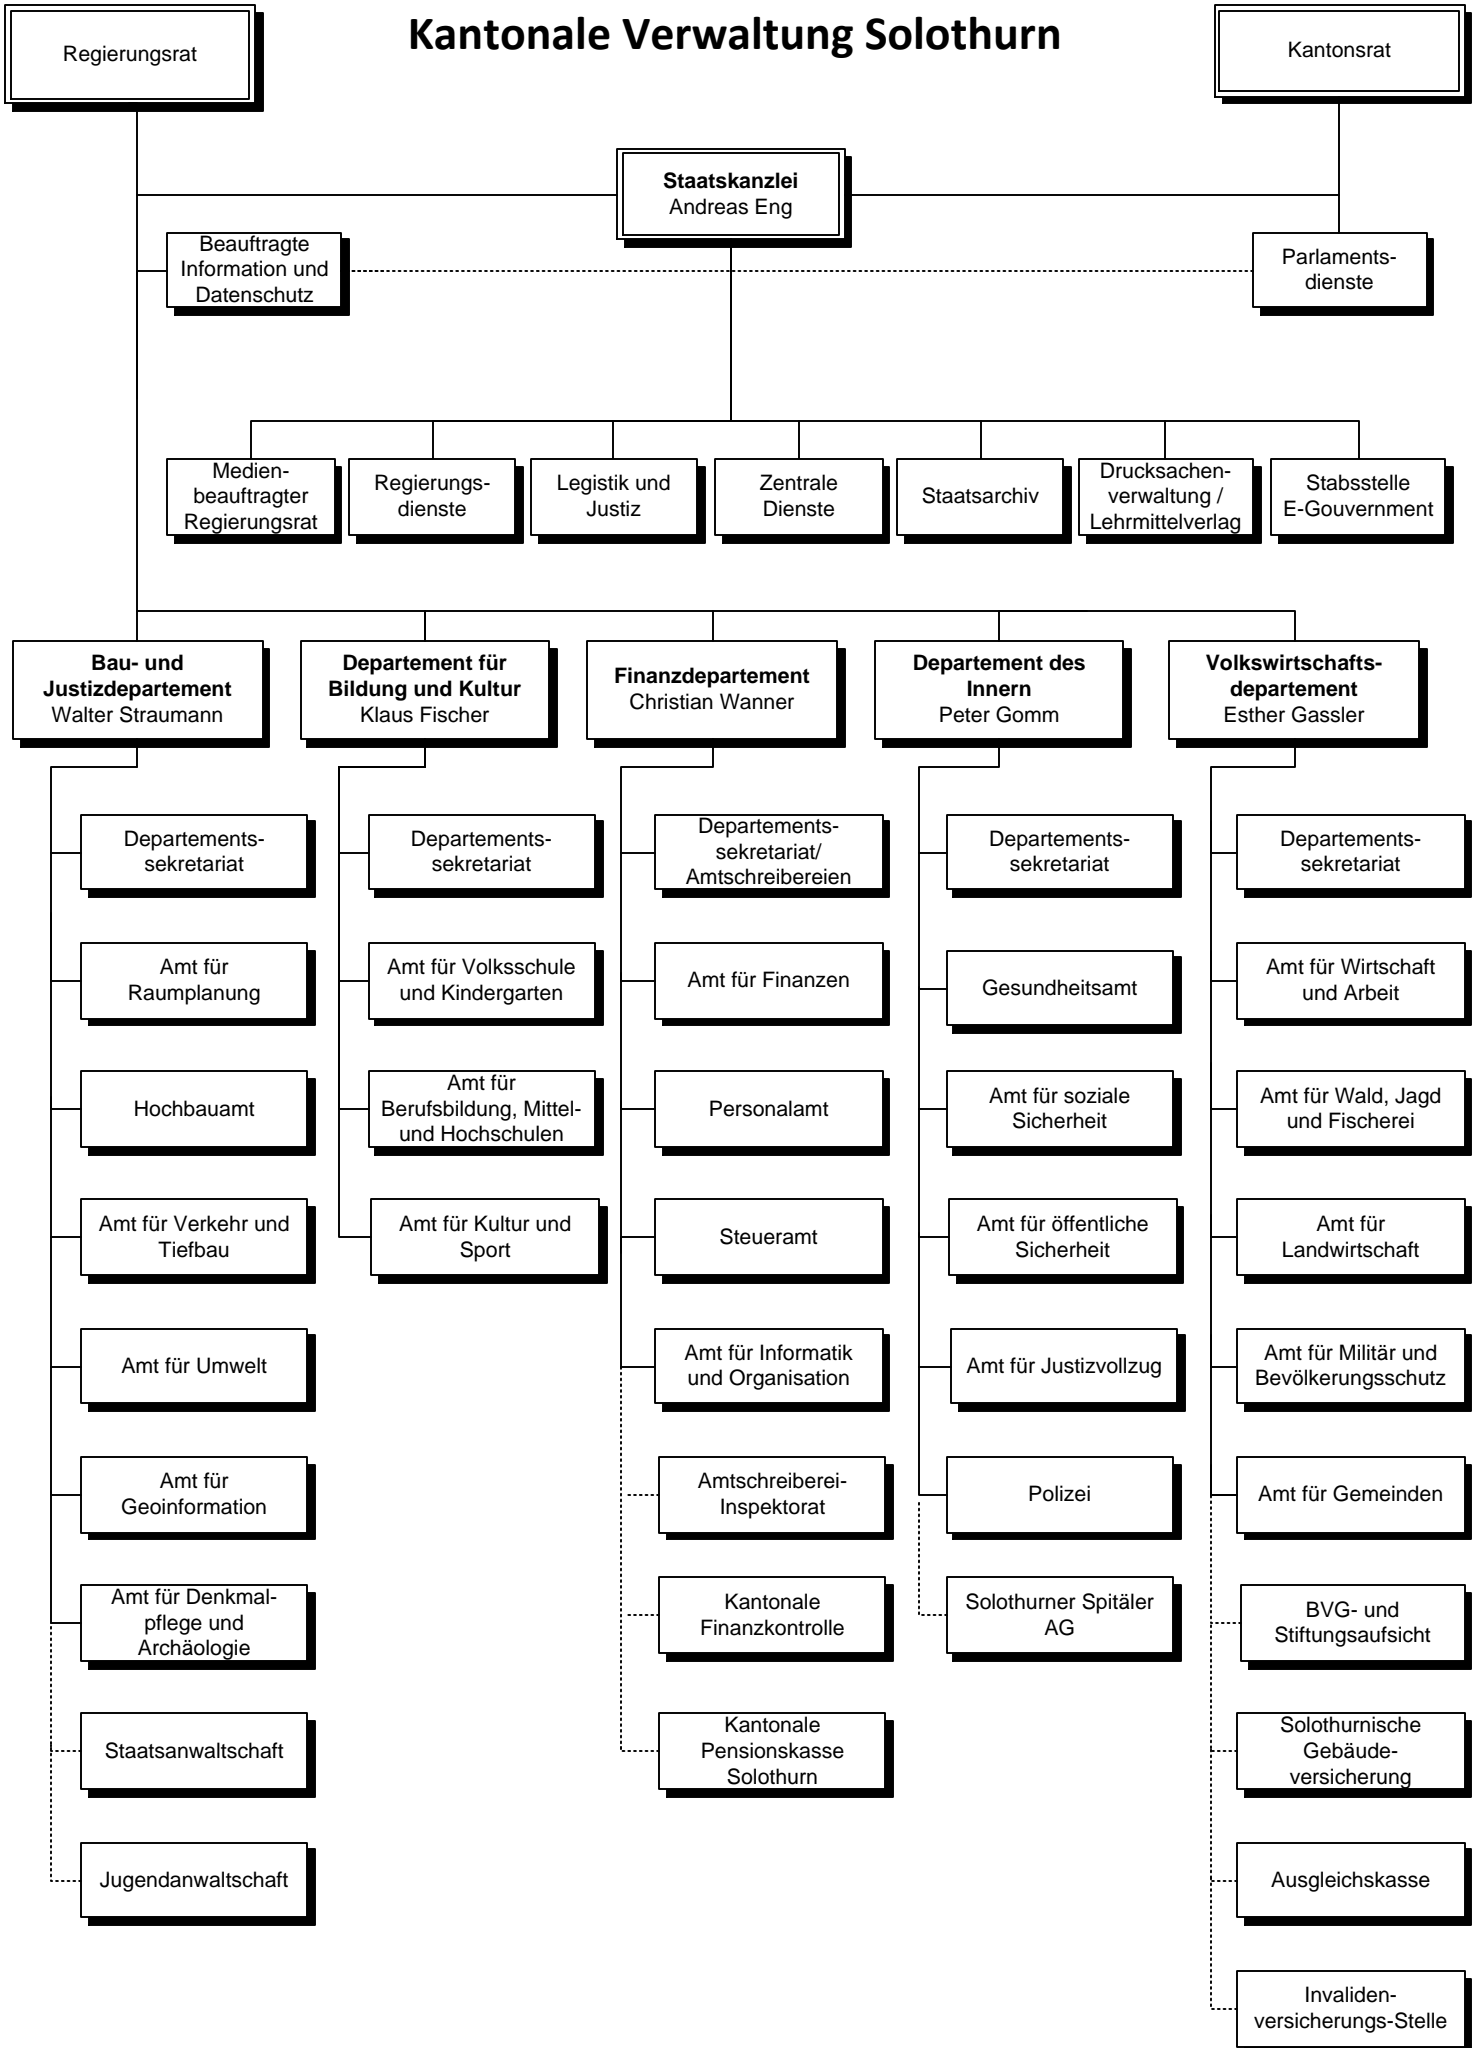 Kantonale Verwaltung Solothurn
Regierungsrat
Kantonsrat
Staatskanzlei
Andreas Eng
Beauftragte
Information und
Datenschutz
Parlaments-
dienste
Medien-
beauftragter
Regierungsrat
Regierungs-
dienste
Legistik und
Justiz
Zentrale
Dienste
Staatsarchiv
Drucksachen-
verwaltung /
Lehrmittelverlag
Stabsstelle
E-Gouvernment
Bau- und
Justizdepartement
Walter Straumann
Departement für
Bildung und Kultur
Klaus Fischer
Finanzdepartement
Christian Wanner
Departement des
Innern
Peter Gomm
Volkswirtschafts-
departement
Esther Gassler
Departements-
sekretariat
Amt für
Raumplanung
Hochbauamt
Amt für Verkehr und
Tiefbau
Amt für Umwelt
Amt für
Geoinformation
Amt für Denkmal-
pflege und
Archäologie
Staatsanwaltschaft
Jugendanwaltschaft
Departements-
sekretariat
Amt für Volksschule
und Kindergarten
Amt für
Berufsbildung, Mittel-
und Hochschulen
Amt für Kultur und
Sport
Departements-
sekretariat/
Amtschreibereien
Amt für Finanzen
Personalamt
Steueramt
Amt für Informatik
und Organisation
Amtschreiberei-
Inspektorat
Kantonale
Finanzkontrolle
Kantonale
Pensionskasse
Solothurn
Departements-
sekretariat
Gesundheitsamt
Amt für soziale
Sicherheit
Amt für öffentliche
Sicherheit
Amt für Justizvollzug
Polizei
Solothurner Spitäler
AG
Departements-
sekretariat
Amt für Wirtschaft
und Arbeit
Amt für Wald, Jagd
und Fischerei
Amt für
Landwirtschaft
Amt für Militär und
Bevölkerungsschutz
Amt für Gemeinden
BVG- und
Stiftungsaufsicht
Solothurnische
Gebäude-
versicherung
Ausgleichskasse
Invaliden-
versicherungs-Stelle